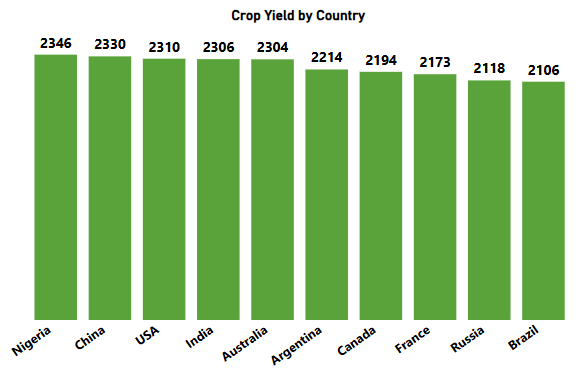 Crop Yield by Country
2346 2330 2310 2306 2304 2214 2194 2173 2118 2106
Nigeria China USA India Australia Argentina Canada France Russia Brazil